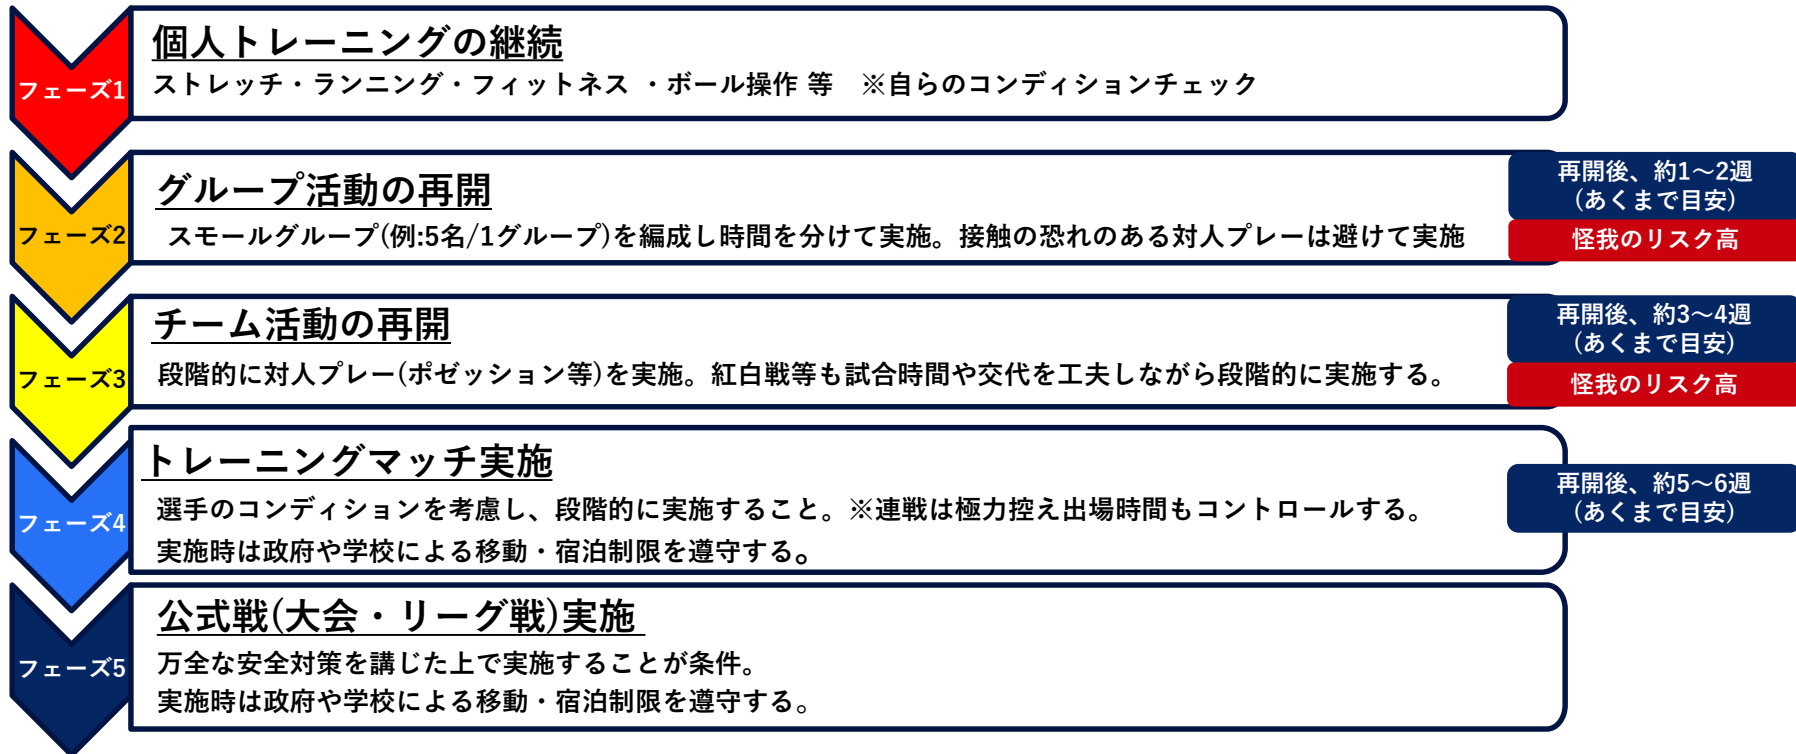 フェーズ1
個人トレーニングの継続
ストレッチ・ランニング・フィットネス ・ボール操作 等　※自らのコンディションチェック
フェーズ2
グループ活動の再開
スモールグループ(例:5名/1グループ)を編成し時間を分けて実施。接触の恐れのある対人プレーは避けて実施
再開後、約1～2週
(あくまで目安)
怪我のリスク高
フェーズ3
チーム活動の再開
段階的に対人プレー(ポゼッション等)を実施。紅白戦等も試合時間や交代を工夫しながら段階的に実施する。
再開後、約3～4週
(あくまで目安)
怪我のリスク高
フェーズ4
トレーニングマッチ実施
選手のコンディションを考慮し、段階的に実施すること。※連戦は極力控え出場時間もコントロールする。
実施時は政府や学校による移動・宿泊制限を遵守する。
再開後、約5～6週
(あくまで目安)
フェーズ5
公式戦(大会・リーグ戦)実施
万全な安全対策を講じた上で実施することが条件。
実施時は政府や学校による移動・宿泊制限を遵守する。